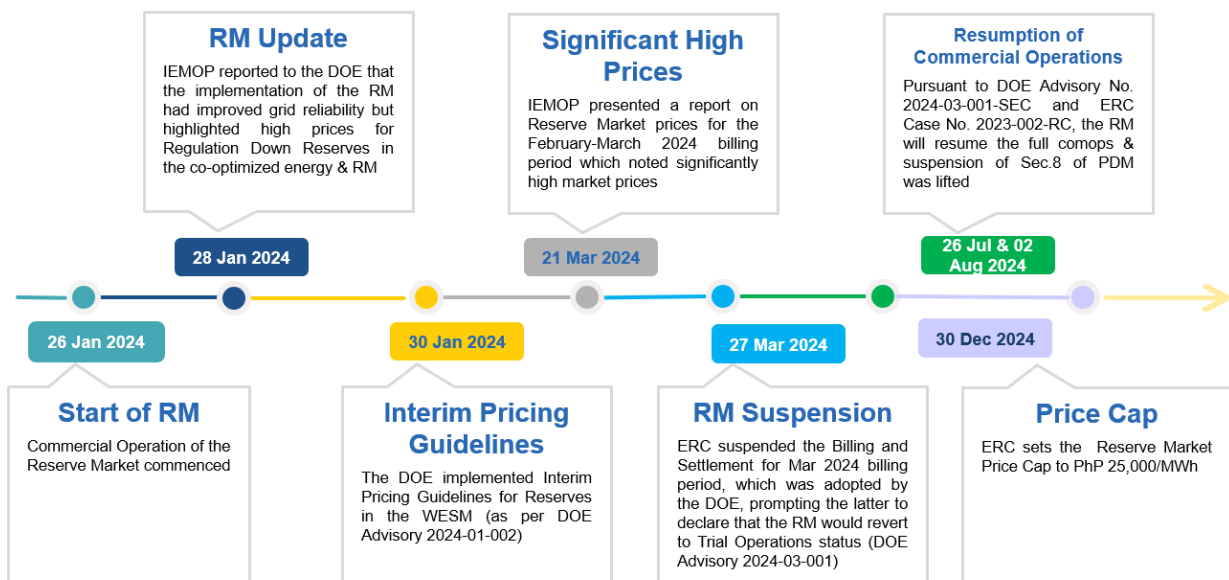 RM Update
IEMOP reported to the DOE that
the implementation of the RM
had improved grid reliability but
highlighted high prices for
Regulation Down Reserves in
the co-optimized energy & RM
Significant High
Prices
IEMOP presented a report on
Reserve Market prices for the
February-March 2024 billing
period which noted significantly
high market prices
Resumption of
Commercial Operations
Pursuant to DOE Advisory No.
2024-03-001-SEC and ERC
Case No. 2023-002-RC, the RM
will resume the full comops &
suspension of Sec.8 of PDM
was lifted
28 Jan 2024
21 Mar 2024
26 Jul & 02
Aug 2024
26 Jan 2024
30 Jan 2024
27 Mar 2024
30 Dec 2024
Start of RM
Commercial Operation of the
Reserve Market commenced
Interim Pricing
Guidelines
The DOE implemented Interim
Pricing Guidelines for Reserves
in the WESM (as per DOE
Advisory 2024-01-002)
RM Suspension
ERC suspended the Billing and
Settlement for Mar 2024 billing
period, which was adopted by
the DOE, prompting the latter to
declare that the RM would revert
to Trial Operations status (DOE
Advisory 2024-03-001)
Price Cap
ERC sets the Reserve Market
Price Cap to PhP 25,000/MWh